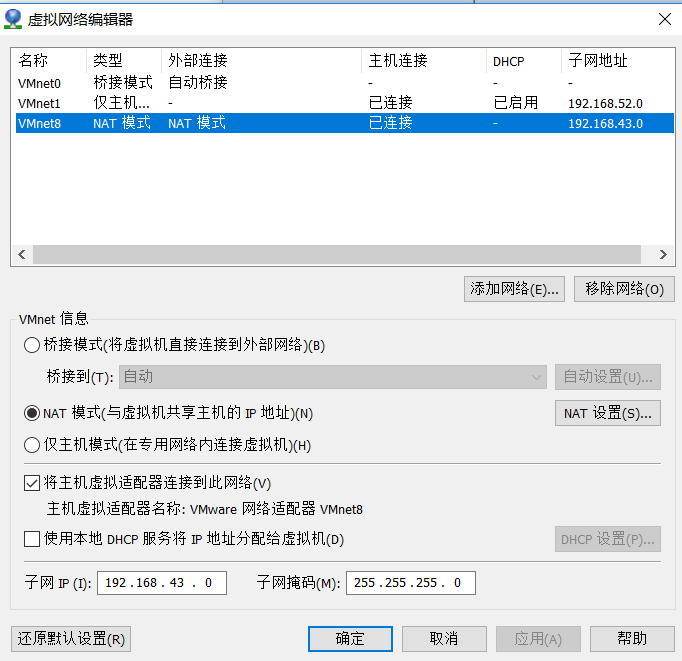 虚拟网络编辑器
名称 类型 外部连接 主机连接 DHCP 子网地址
VMnet0 桥接模式 自动桥接 - - -
VMnet1 仅主机... - 已连接 已启用 192.168.52.0
VMnet8 NAT 模式 NAT 模式 已连接 - 192.168.43.0
添加网络(E)... 移除网络(O)
VMnet 信息
桥接模式(将虚拟机直接连接到外部网络)(B)
桥接到(T): 自动 自动设置(U)...
NAT 模式(与虚拟机共享主机的 IP 地址)(N) NAT 设置(S)...
仅主机模式(在专用网络内连接虚拟机)(H)
将主机虚拟适配器连接到此网络(V)
主机虚拟适配器名称: VMware 网络适配器 VMnet8
使用本地 DHCP 服务将 IP 地址分配给虚拟机(D) DHCP 设置(P)...
子网 IP (I): 192.168.43.0 子网掩码(M): 255.255.255.0
还原默认设置(R) 确定 取消 应用(A) 帮助